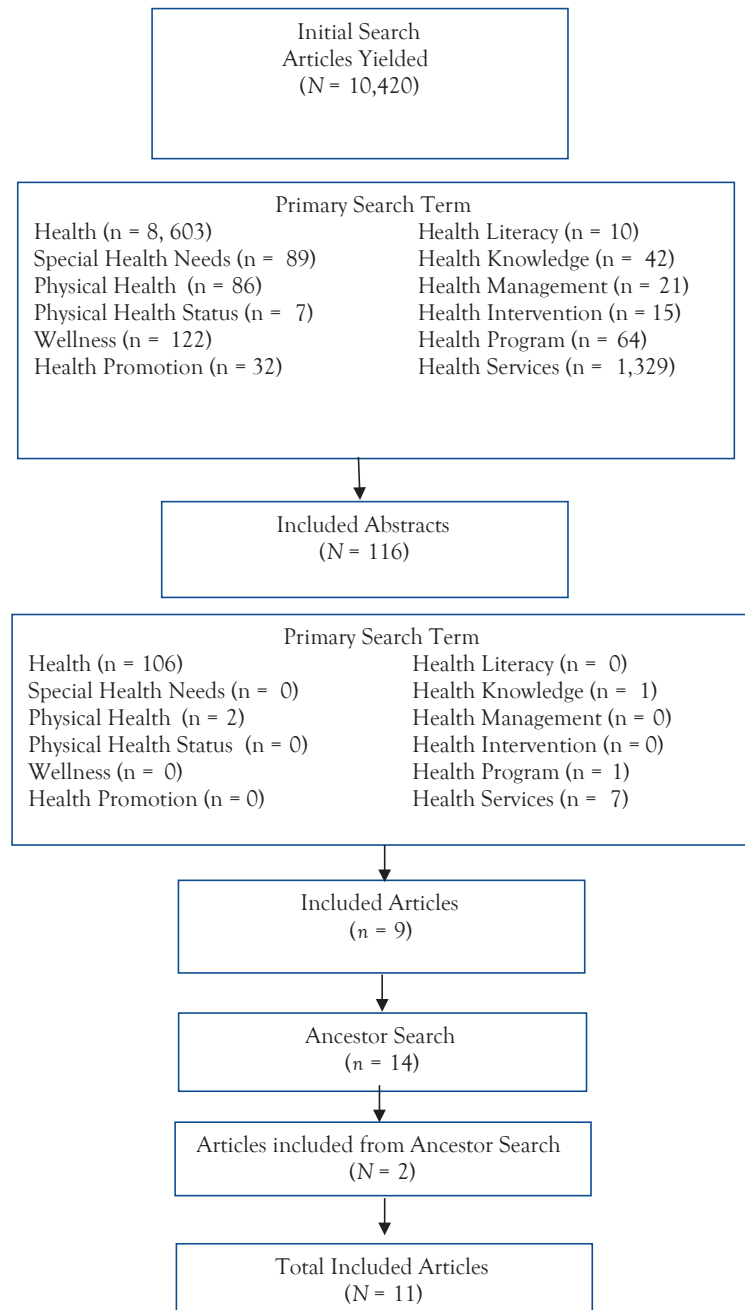 Initial Search
Articles Yielded
(N = 10,420)
Primary Search Term
Health (n = 8, 603)
Special Health Needs (n = 89)
Physical Health (n = 86)
Physical Health Status (n = 7)
Wellness (n = 122)
Health Promotion (n = 32)
Health Literacy (n = 10)
Health Knowledge (n = 42)
Health Management (n = 21)
Health Intervention (n = 15)
Health Program (n = 64)
Health Services (n = 1,329)
Included Abstracts
(N = 116)
Primary Search Term
Health (n = 106)
Special Health Needs (n = 0)
Physical Health (n = 2)
Physical Health Status (n = 0)
Wellness (n = 0)
Health Promotion (n = 0)
Health Literacy (n = 0)
Health Knowledge (n = 1)
Health Management (n = 0)
Health Intervention (n = 0)
Health Program (n = 1)
Health Services (n = 7)
Included Articles
(n = 9)
Ancestor Search
(n = 14)
Articles included from Ancestor Search
(N = 2)
Total Included Articles
(N = 11)